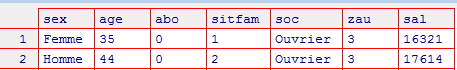 sex age abo sitfam soc zau sal
1 Femme 35 0 1 Ouvrier 3 16321
2 Homme 44 0 2 Ouvrier 3 17614